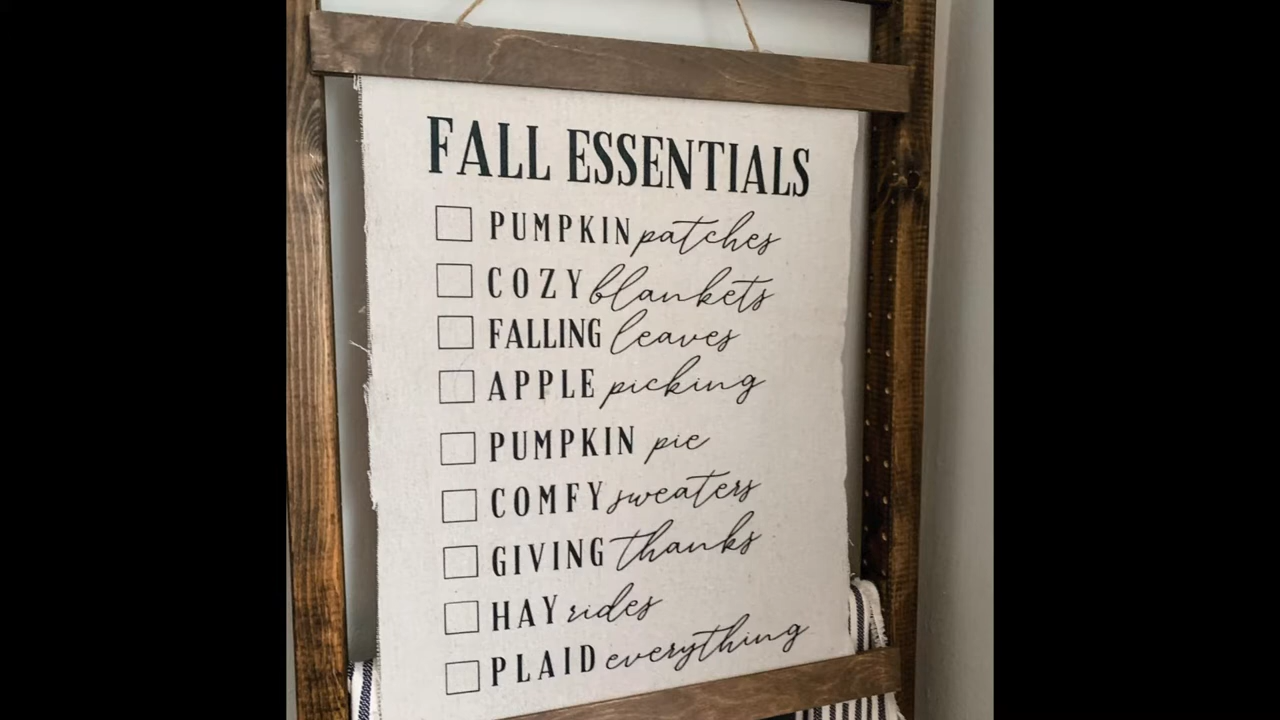 FALL ESSENTIALS
PUMPKIN patches
COZY blankets
FALLING leaves
APPLE picking
PUMPKIN pie
COMFY sweaters
GIVING thanks
HAY rides
PLAID everything